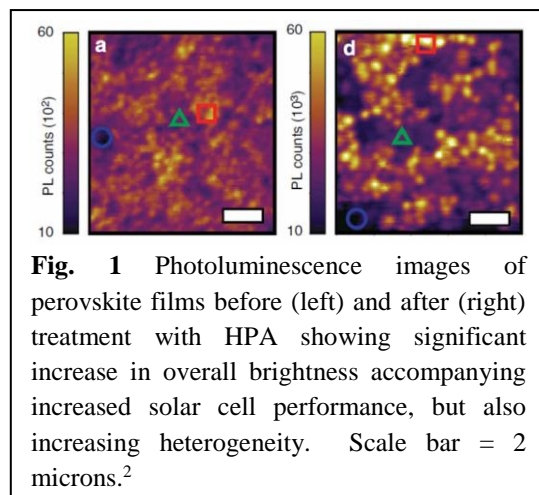 60
a
PL counts (10²)
10
60
d
PL counts (10³)
10
Fig. 1 Photoluminescence images of
perovskite films before (left) and after (right)
treatment with HPA showing significant
increase in overall brightness accompanying
increased solar cell performance, but also
increasing heterogeneity. Scale bar = 2
microns.²